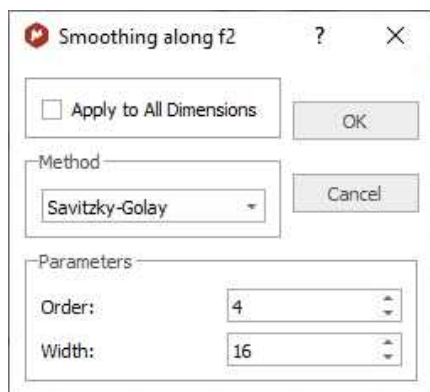 Smoothing along f2 ? X
Apply to All Dimensions
OK
Method
Savitzky-Golay
Cancel
Parameters
Order: 4
Width: 16